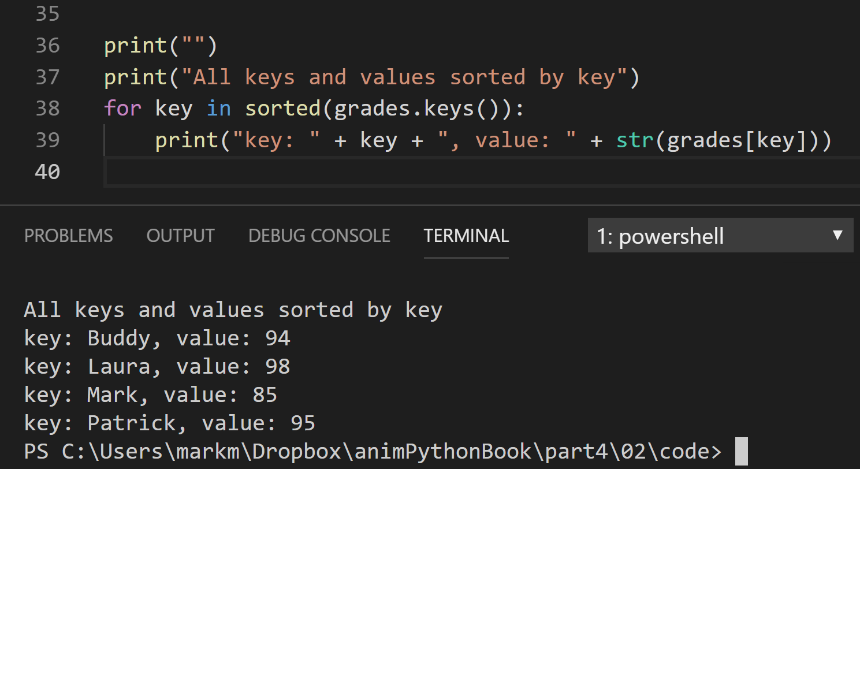 35
36 print("")
37 print("All keys and values sorted by key")
38 for key in sorted(grades.keys()):
39     print("key: " + key + ", value: " + str(grades[key]))
40
PROBLEMS OUTPUT DEBUG CONSOLE TERMINAL 1: powershell
All keys and values sorted by key
key: Buddy, value: 94
key: Laura, value: 98
key: Mark, value: 85
key: Patrick, value: 95
PS C:\Users\markm\Dropbox\animPythonBook\part4\02\code>